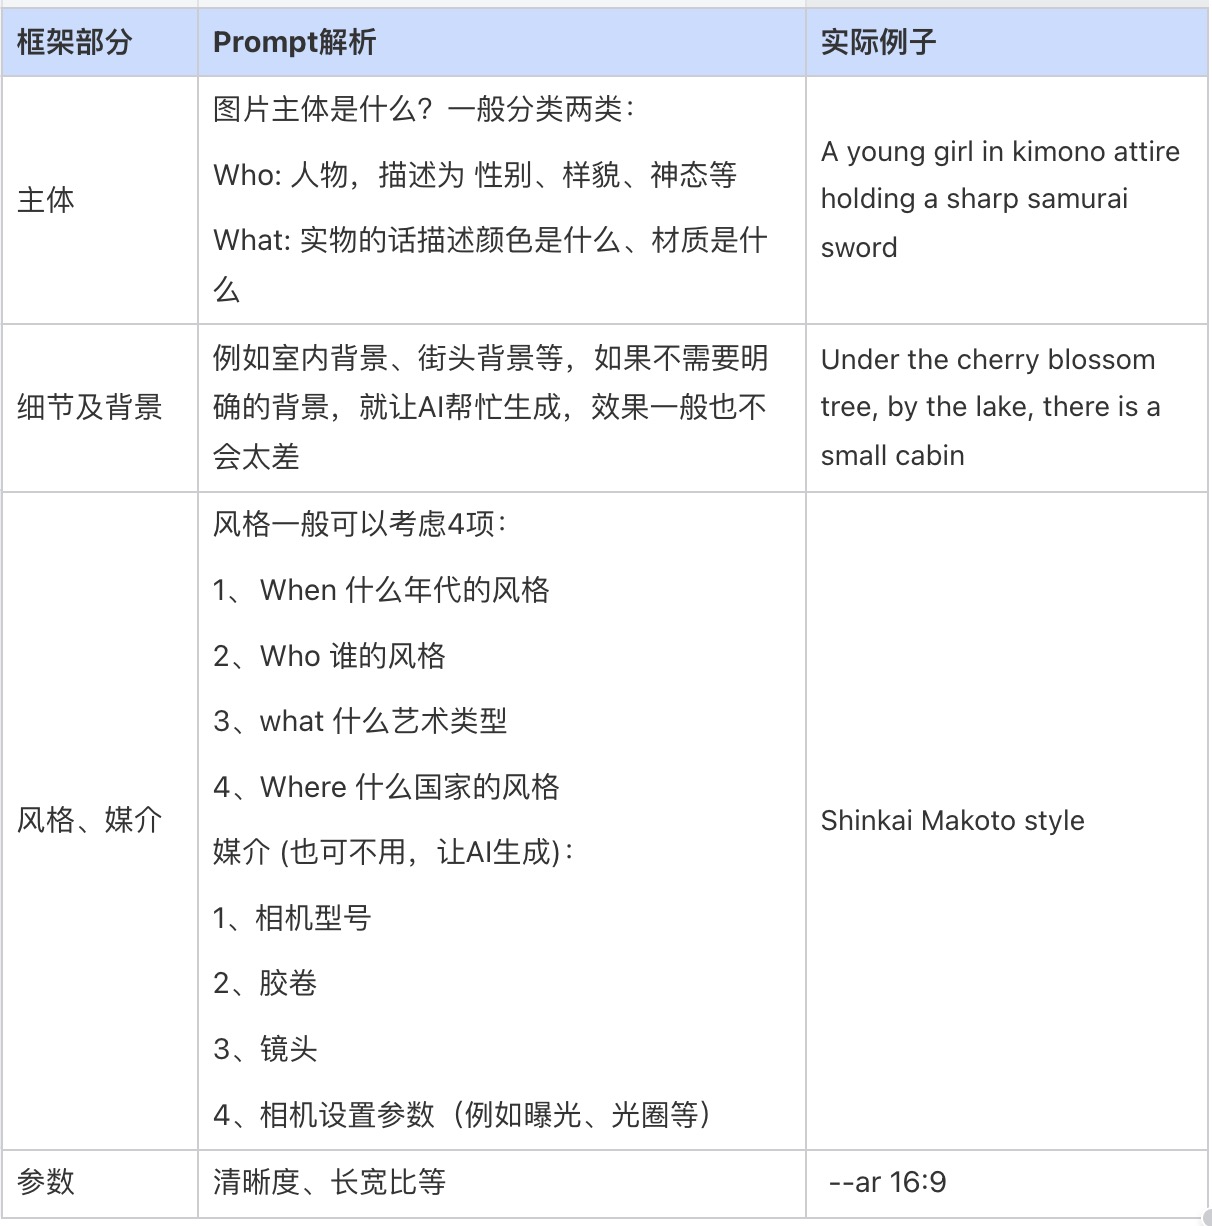 框架部分
Prompt解析
实际例子
主体
图片主体是什么？一般分类两类：
Who: 人物，描述为 性别、样貌、神态等
What: 实物的话描述颜色是什么、材质是什
么
A young girl in kimono attire
holding a sharp samurai
sword
细节及背景
例如室内背景、街头背景等，如果不需要明
确的背景，就让AI帮忙生成，效果一般也不
会太差
Under the cherry blossom
tree, by the lake, there is a
small cabin
风格、媒介
风格一般可以考虑4项：
1、 When 什么年代的风格
2、Who 谁的风格
3、what 什么艺术类型
4、Where 什么国家的风格
媒介 (也可不用，让AI生成)：
1、相机型号
2、胶卷
3、镜头
4、相机设置参数（例如曝光、光圈等）
Shinkai Makoto style
参数
清晰度、长宽比等
--ar 16:9